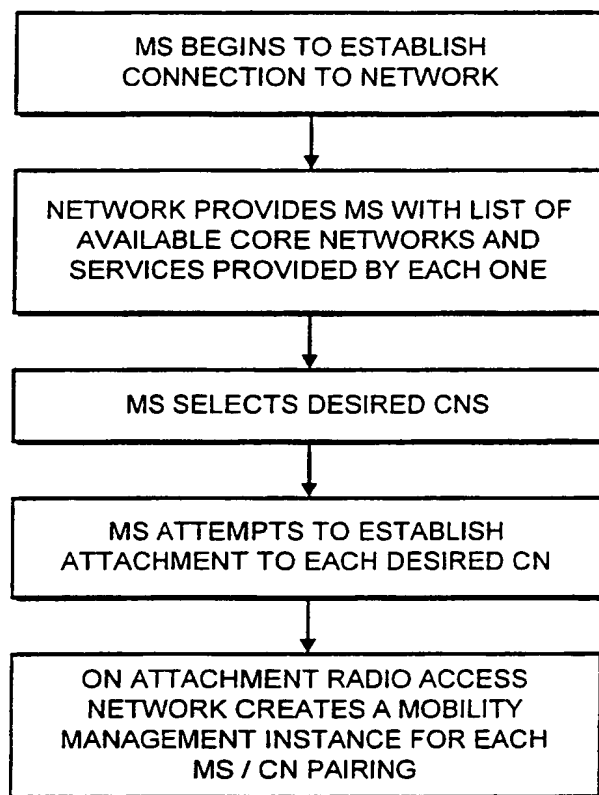 MS BEGINS TO ESTABLISH
CONNECTION TO NETWORK
NETWORK PROVIDES MS WITH LIST OF
AVAILABLE CORE NETWORKS AND
SERVICES PROVIDED BY EACH ONE
MS SELECTS DESIRED CNS
MS ATTEMPTS TO ESTABLISH
ATTACHMENT TO EACH DESIRED CN
ON ATTACHMENT RADIO ACCESS
NETWORK CREATES A MOBILITY
MANAGEMENT INSTANCE FOR EACH
MS / CN PAIRING